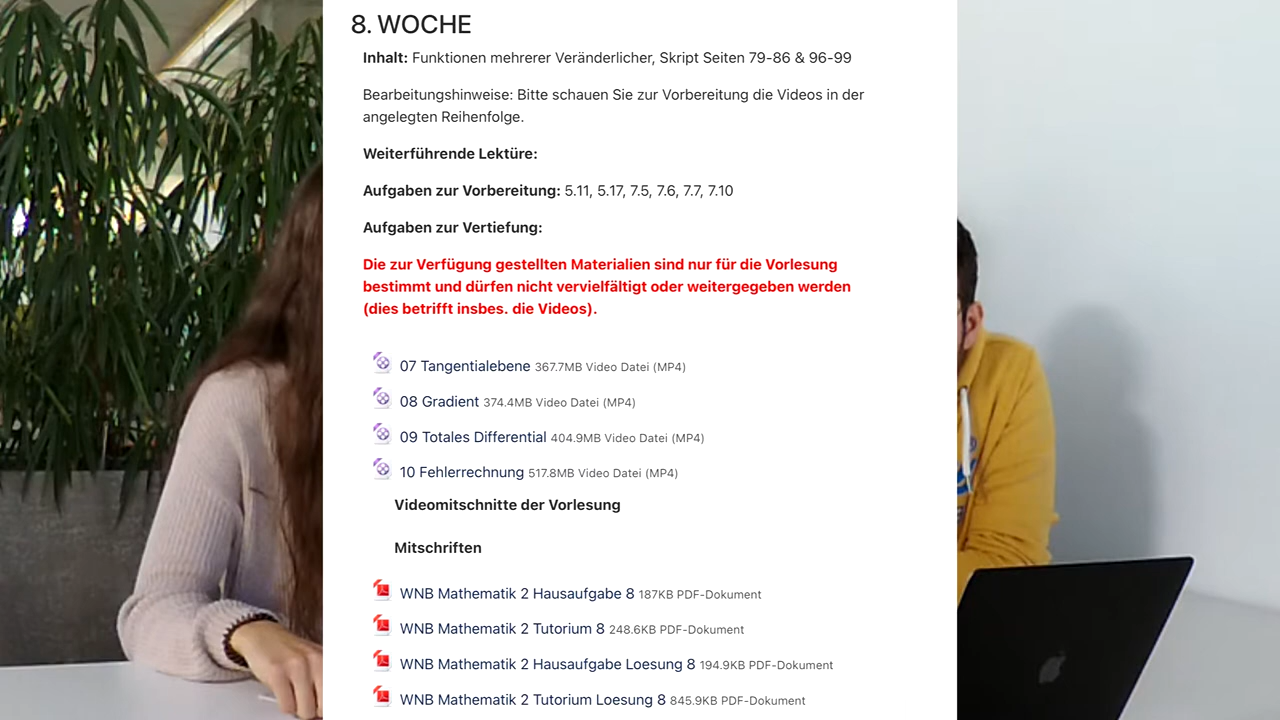 8. WOCHE
Inhalt: Funktionen mehrerer Veränderlicher, Skript Seiten 79-86 & 96-99
Bearbeitungshinweise: Bitte schauen Sie zur Vorbereitung die Videos in der
angelegten Reihenfolge.
Weiterführende Lektüre:
Aufgaben zur Vorbereitung: 5.11, 5.17, 7.5, 7.6, 7.7, 7.10
Aufgaben zur Vertiefung:
Die zur Verfügung gestellten Materialien sind nur für die Vorlesung
bestimmt und dürfen nicht vervielfältigt oder weitergegeben werden
(dies betrifft insbes. die Videos).
07 Tangentialebene 367.7MB Video Datei (MP4)
08 Gradient 374.4MB Video Datei (MP4)
09 Totales Differential 404.9MB Video Datei (MP4)
10 Fehlerrechnung 517.8MB Video Datei (MP4)
Videomitschnitte der Vorlesung
Mitschriften
WNB Mathematik 2 Hausaufgabe 8 187KB PDF-Dokument
WNB Mathematik 2 Tutorium 8 248.6KB PDF-Dokument
WNB Mathematik 2 Hausaufgabe Loesung 8 194.9KB PDF-Dokument
WNB Mathematik 2 Tutorium Loesung 8 845.9KB PDF-Dokument